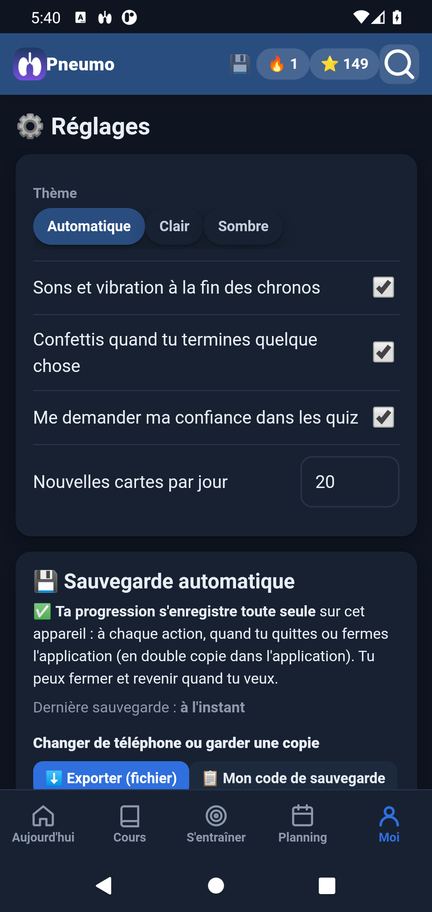 5:40
Pneumo
🔥 1
⭐ 149
⚙️ Réglages
Thème
Automatique
Clair
Sombre
Sons et vibration à la fin des chronos
Confettis quand tu termines quelque
chose
Me demander ma confiance dans les quiz
Nouvelles cartes par jour
20
💾 Sauvegarde automatique
✅ Ta progression s'enregistre toute seule sur cet
appareil : à chaque action, quand tu quittes ou fermes
l'application (en double copie dans l'application). Tu
peux fermer et revenir quand tu veux.
Dernière sauvegarde : à l'instant
Changer de téléphone ou garder une copie
⬇️ Exporter (fichier)
📋 Mon code de sauvegarde
Aujourd'hui
Cours
S'entraîner
Planning
Moi